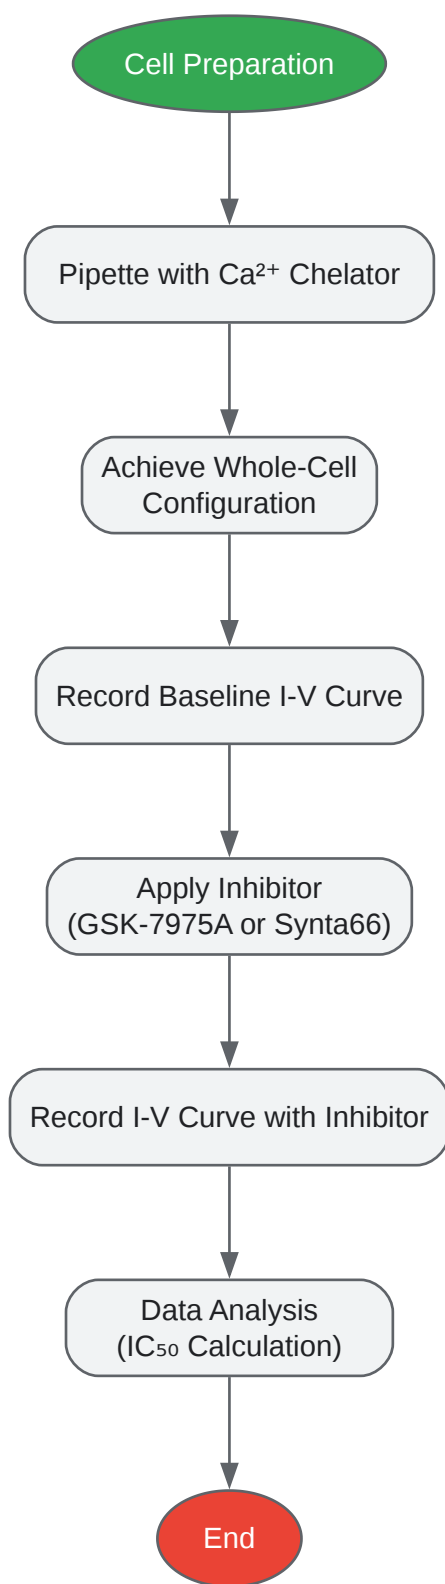 Cell Preparation
Pipette with Ca²⁺ Chelator
Achieve Whole-Cell
Configuration
Record Baseline I-V Curve
Apply Inhibitor
(GSK-7975A or Synta66)
Record I-V Curve with Inhibitor
Data Analysis
(IC₅₀ Calculation)
End